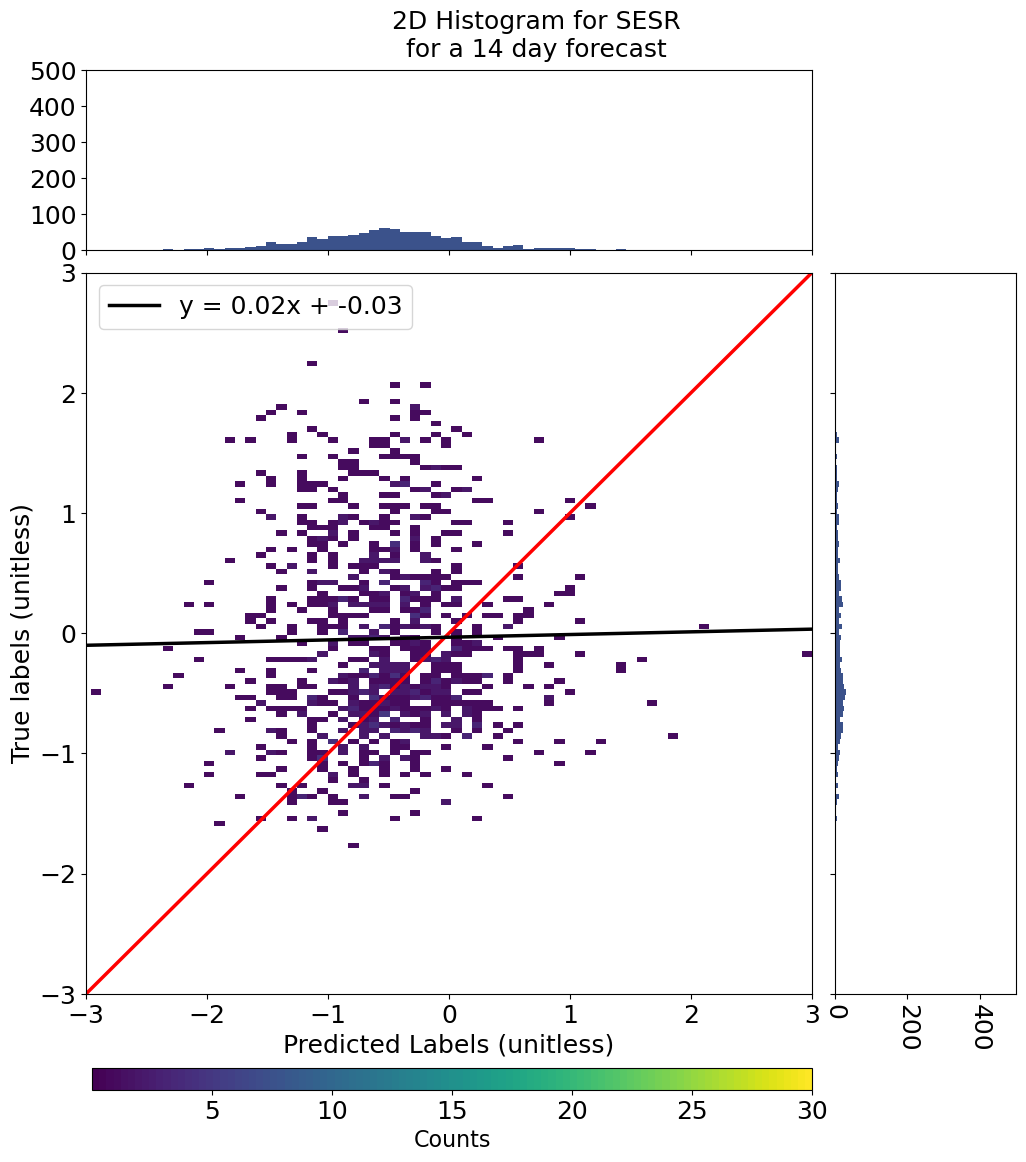 2D Histogram for SESR
for a 14 day forecast
500
400
300
200
100
0
3
2
1
0
−1
−2
−3
True labels (unitless)
y = 0.02x + -0.03
−3 −2 −1 0 1 2 3
Predicted Labels (unitless)
0 200 400
5 10 15 20 25 30
Counts